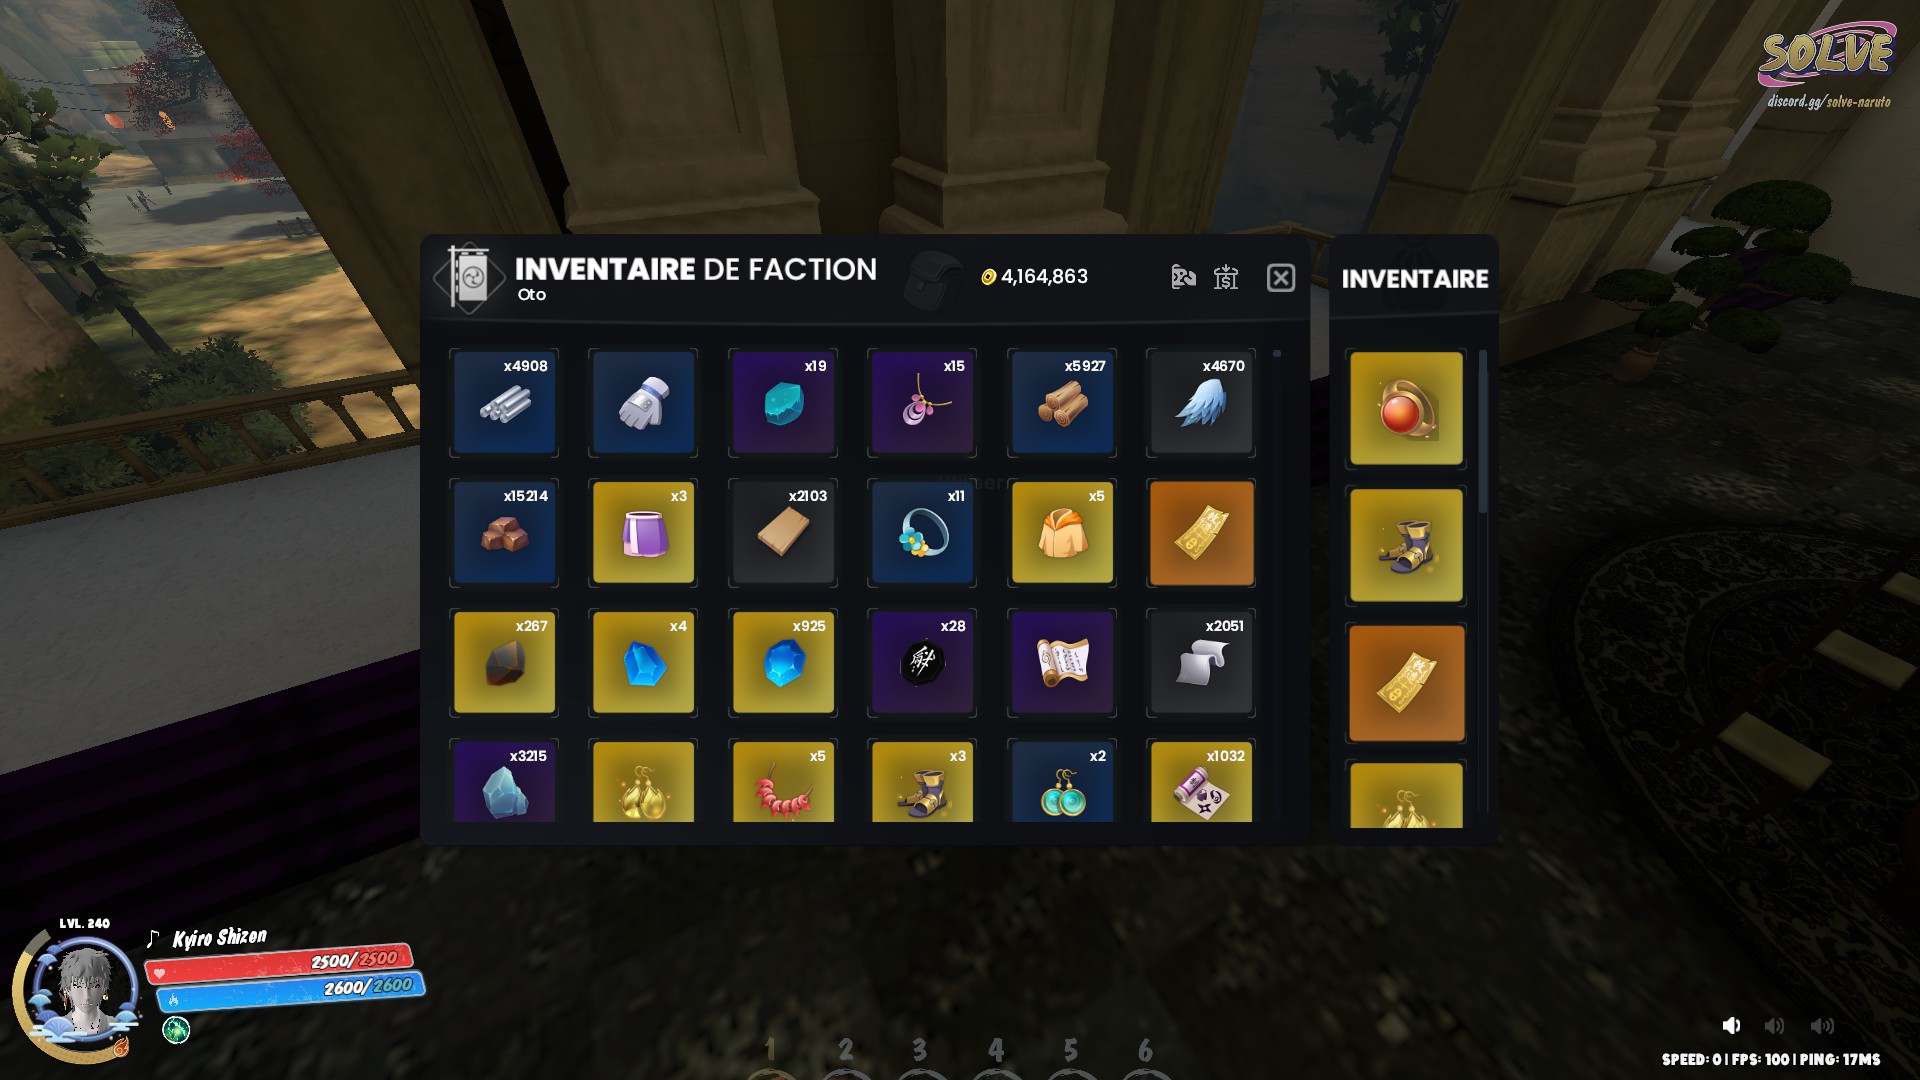 SOLVE
discord.gg/solve-naruto
INVENTAIRE DE FACTION
Oto
4,164,863
INVENTAIRE
x4908
x19
x15
x5927
x4670
x15214
x3
x2103
x11
x5
x267
x4
x925
x28
x2051
x3215
x5
x3
x2
x1032
LVL. 240
Kyiro Shizen
2500/2500
2600/2600
1 2 3 4 5 6
SPEED: 0 | FPS: 100 | PING: 17MS